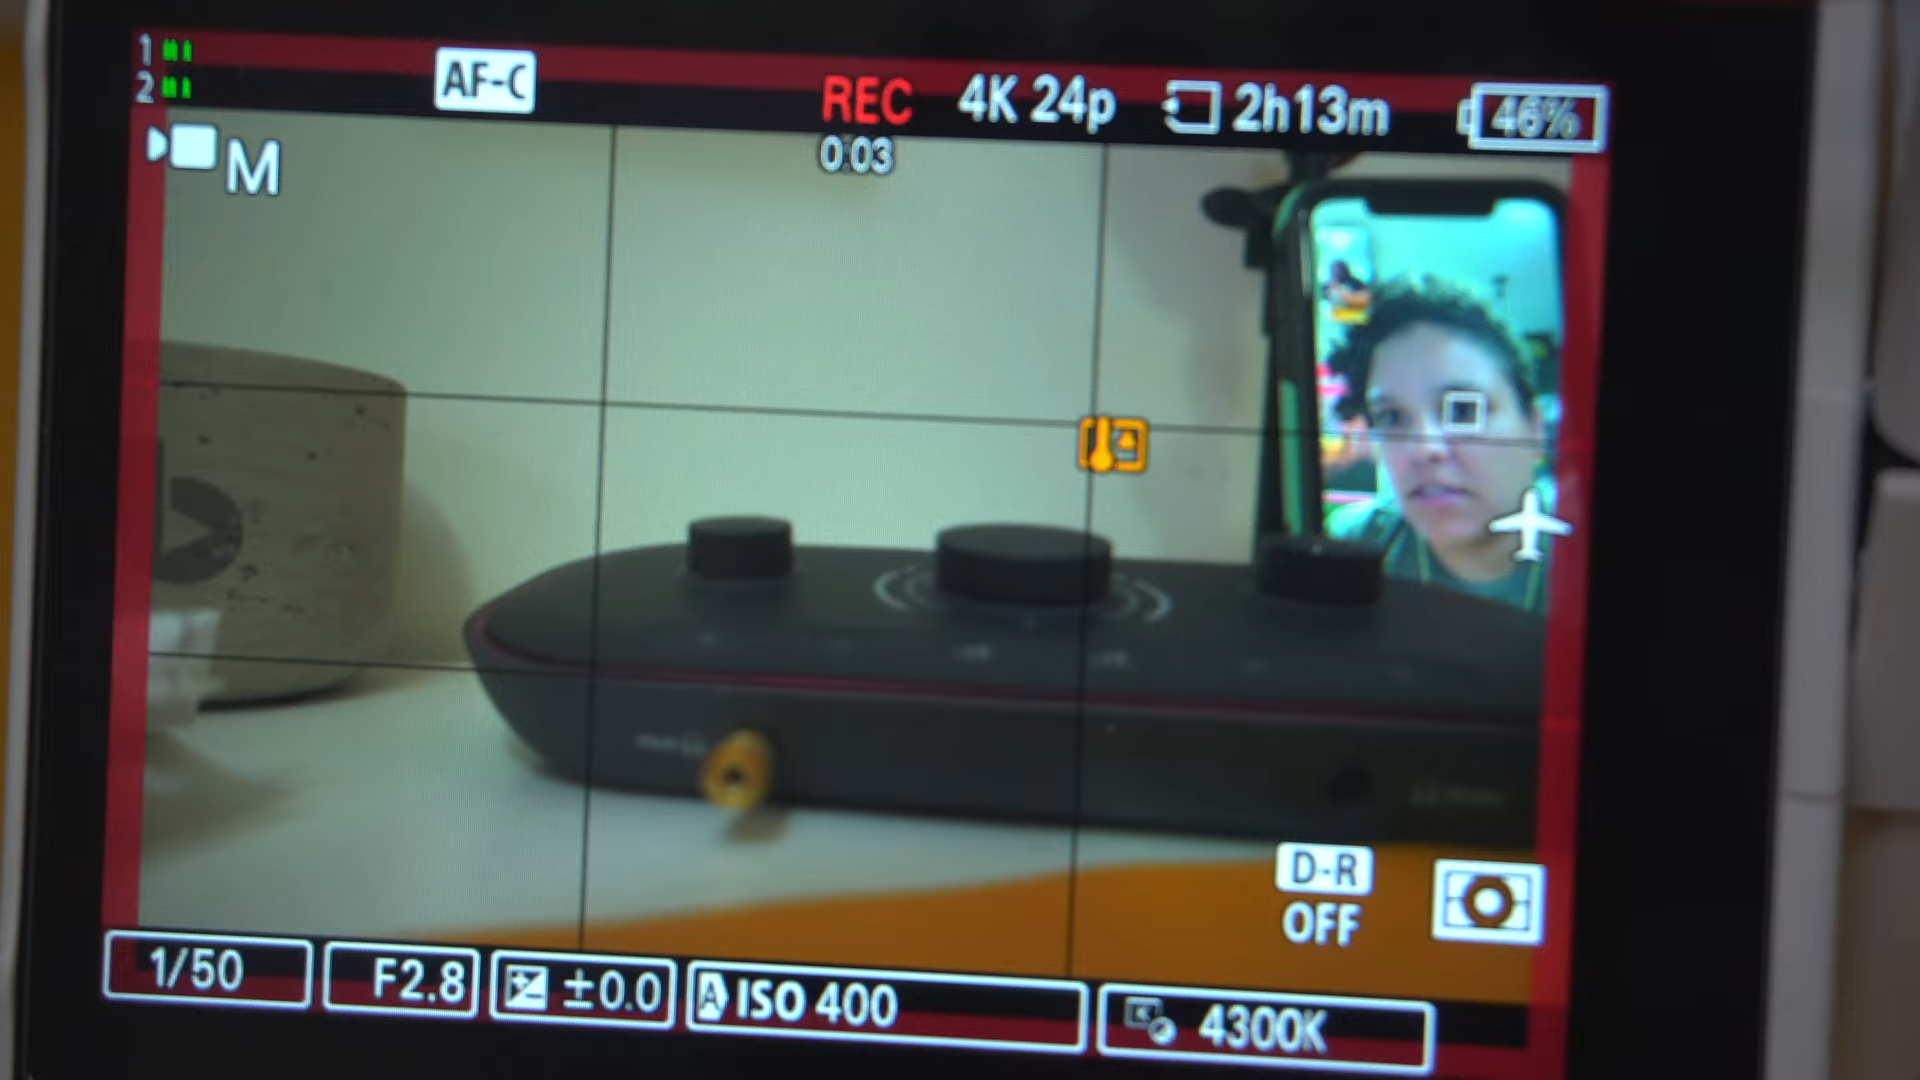 1
2
AF-C
REC 4K 24p 2h13m 46%
0:03
M
D-R
OFF
1/50 F2.8 ±0.0 A ISO 400 4300K